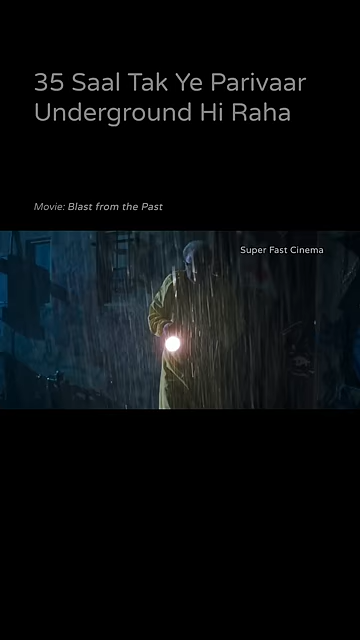 35 Saal Tak Ye Parivaar
Underground Hi Raha
Movie: Blast from the Past
Super Fast Cinema